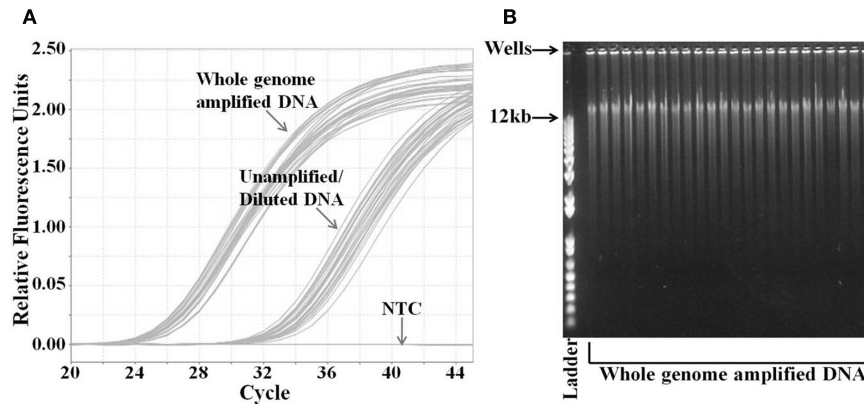 A
2.50
2.00
1.50
1.00
0.05
0.00
Relative Fluorescence Units
Whole genome
amplified DNA
Unamplified/
Diluted DNA
NTC
20
24
28
32
36
40
44
Cycle
B
Wells
12kb
Ladder
Whole genome amplified DNA